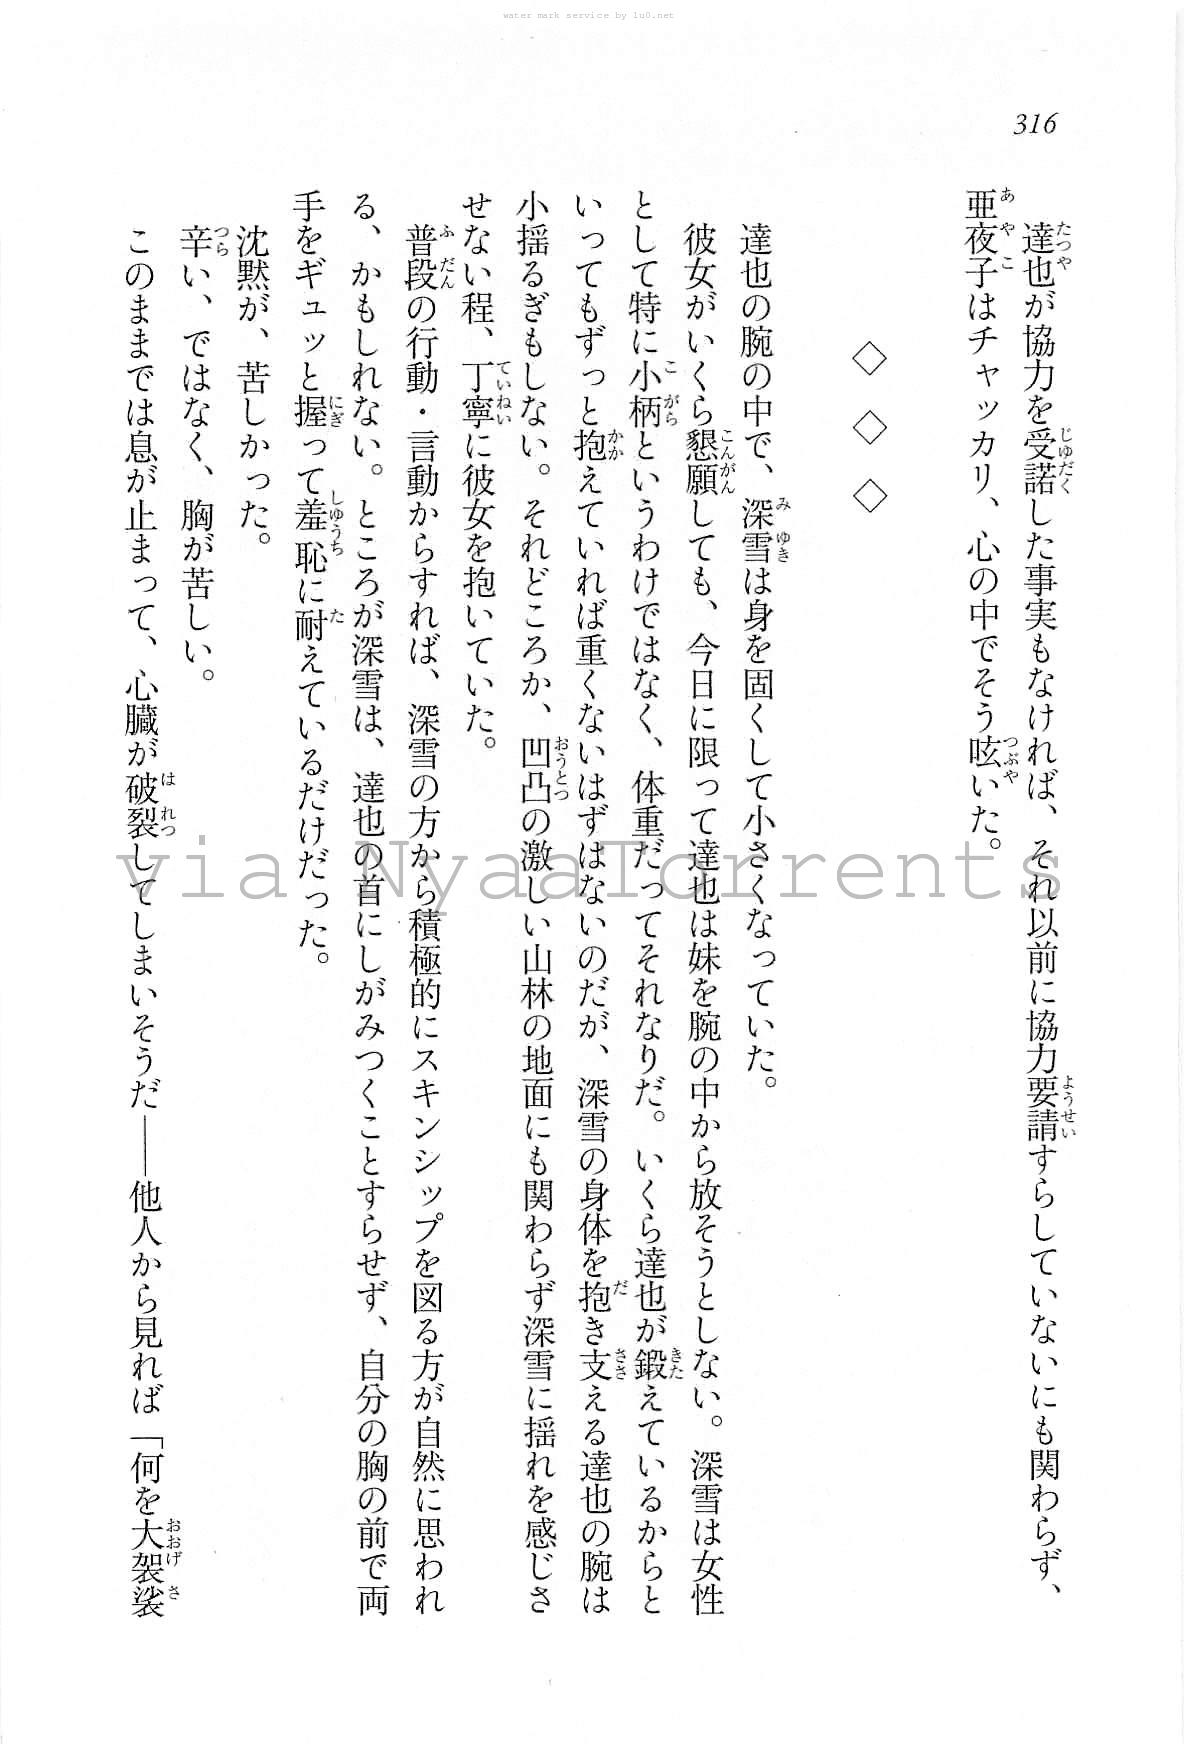 water mark service by lu0.net
316
達也が協力を受諾した事実もなければ、それ以前に協力要請すらしていないにも関わらず、
亜夜子はチャッカリ、心の中でそう呟いた。
◇ ◇ ◇
達也の腕の中で、深雪は身を固くして小さくなっていた。
彼女がいくら懇願しても、今日に限って達也は妹を腕の中から放そうとしない。深雪は女性
として特に小柄というわけではなく、体重だってそれなりだ。いくら達也が鍛えているからと
いってもずっと抱えていれば重くないはずはないのだが、深雪の身体を抱き支える達也の腕は
小揺るぎもしない。それどころか、凹凸の激しい山林の地面にも関わらず深雪に揺れを感じさ
せない程、丁寧に彼女を抱いていた。
普段の行動・言動からすれば、深雪の方から積極的にスキンシップを図る方が自然に思われ
る、かもしれない。ところが深雪は、達也の首にしがみつくことすらせず、自分の胸の前で両
手をギュッと握って羞恥に耐えているだけだった。
沈黙が、苦しかった。
辛い、ではなく、胸が苦しい。
このままでは息が止まって、心臓が破裂してしまいそうだ――他人から見れば「何を大袈裟
via NyaaTorrents